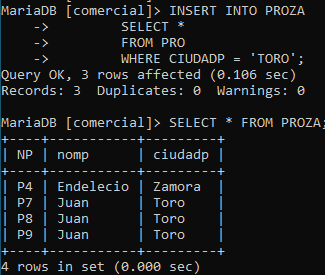 MariaDB [comercial]> INSERT INTO PROZA
    -> SELECT *
    -> FROM PRO
    -> WHERE CIUDADP = 'TORO';
Query OK, 3 rows affected (0.106 sec)
Records: 3  Duplicates: 0  Warnings: 0

MariaDB [comercial]> SELECT * FROM PROZA;
+----+-----------+---------+
| NP | nomp      | ciudadp |
+----+-----------+---------+
| P4 | Endelecio | Zamora  |
| P7 | Juan      | Toro    |
| P8 | Juan      | Toro    |
| P9 | Juan      | Toro    |
+----+-----------+---------+
4 rows in set (0.000 sec)